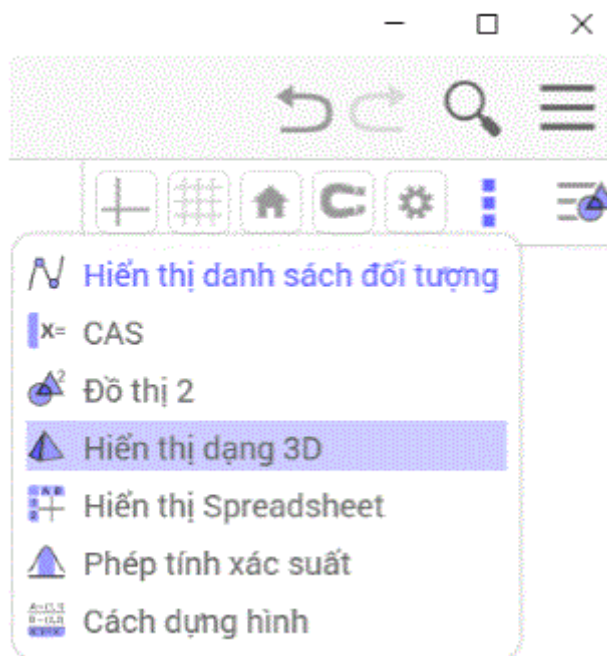 Hiển thị danh sách đối tượng
x= CAS
Đồ thị 2
Hiển thị dạng 3D
Hiển thị Spreadsheet
Phép tính xác suất
Cách dựng hình